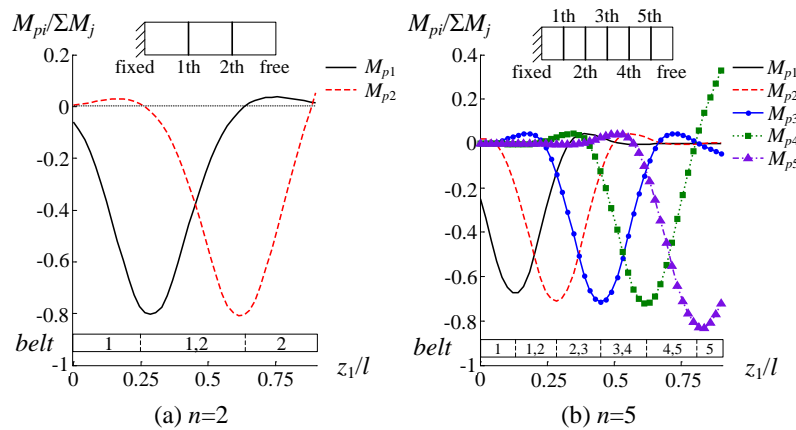 M_{pi}/ΣM_j
fixed 1th 2th free
0.2
0
-0.2
-0.4
-0.6
-0.8
-1
M_{p1}
M_{p2}
belt
1 1,2 2
0 0.25 0.5 0.75
z_1/l
(a) n=2
M_{pi}/ΣM_j
1th 3th 5th
fixed 2th 4th free
0.4
0.2
0
-0.2
-0.4
-0.6
-0.8
-1
M_{p1}
M_{p2}
M_{p3}
M_{p4}
M_{p5}
belt
1 1,2 2,3 3,4 4,5 5
0 0.25 0.5 0.75
z_1/l
(b) n=5